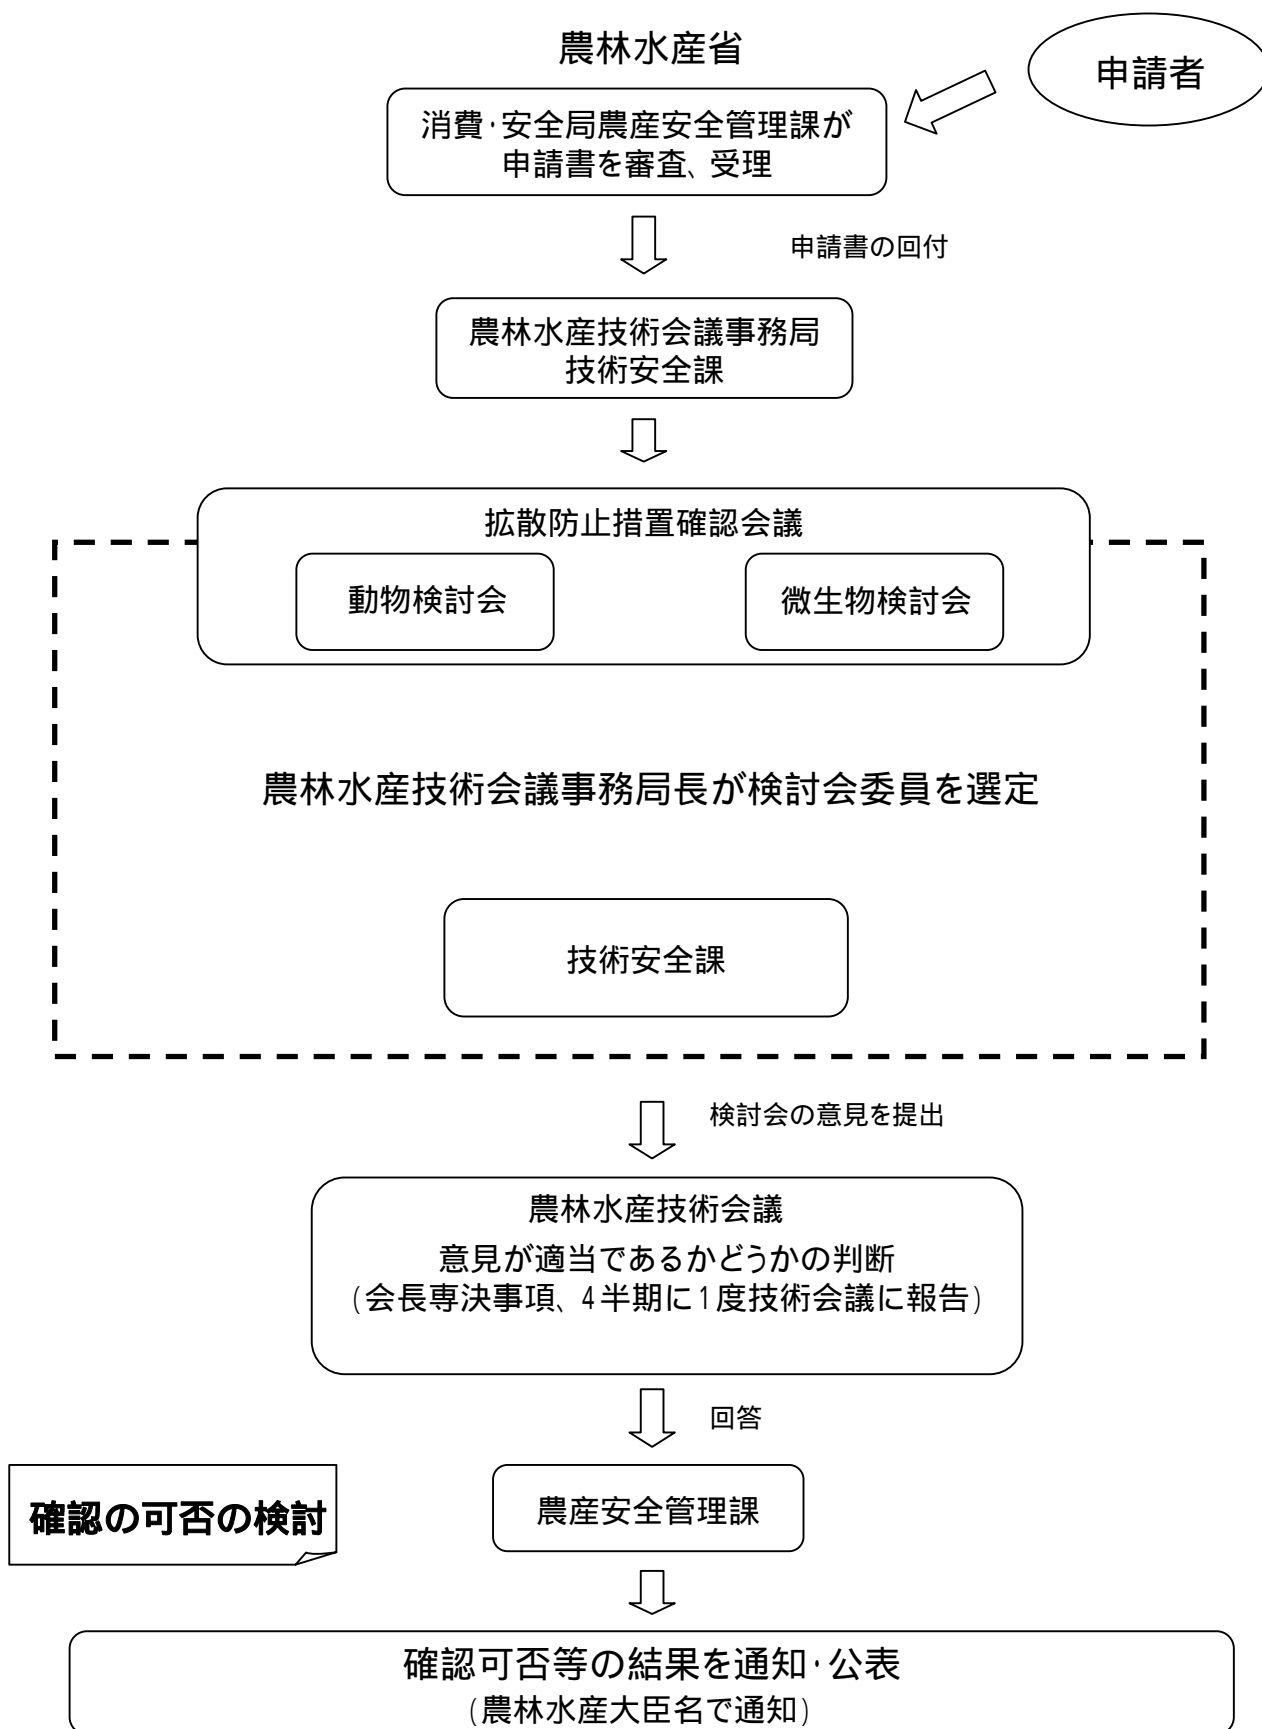 農林水産省
申請者
消費・安全局農産安全管理課が
申請書を審査、受理
申請書の回付
農林水産技術会議事務局
技術安全課
拡散防止措置確認会議
動物検討会
微生物検討会
農林水産技術会議事務局長が検討会委員を選定
技術安全課
検討会の意見を提出
農林水産技術会議
意見が適当であるかどうかの判断
(会長専決事項、4半期に1度技術会議に報告)
回答
確認の可否の検討
農産安全管理課
確認可否等の結果を通知・公表
(農林水産大臣名で通知)